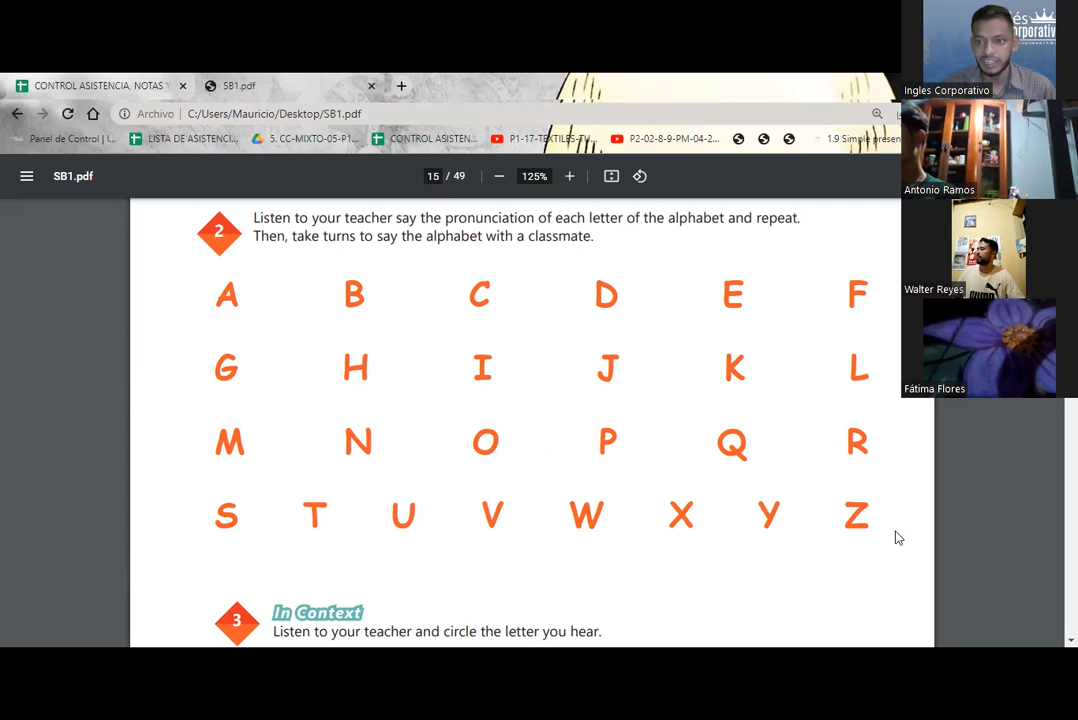 CONTROL ASISTENCIA, NOTAS Y
SB1.pdf
Archivo
C:/Users/Mauricio/Desktop/SB1.pdf
Panel de Control | I...
LISTA DE ASISTENCI...
5. CC-MIXTO-05-P1...
CONTROL ASISTEN...
P1-17-TEXTILES-TU...
P2-02-8-9-PM-04-2...
1.9 Simple presen
SB1.pdf
15 / 49
125%
2
Listen to your teacher say the pronunciation of each letter of the alphabet and repeat.
Then, take turns to say the alphabet with a classmate.
A B C D E F
G H I J K L
M N O P Q R
S T U V W X Y Z
3
In Context
Listen to your teacher and circle the letter you hear.
és
orporativ
Ingles Corporativo
Antonio Ramos
PUMA
Walter Reyes
Fátima Flores